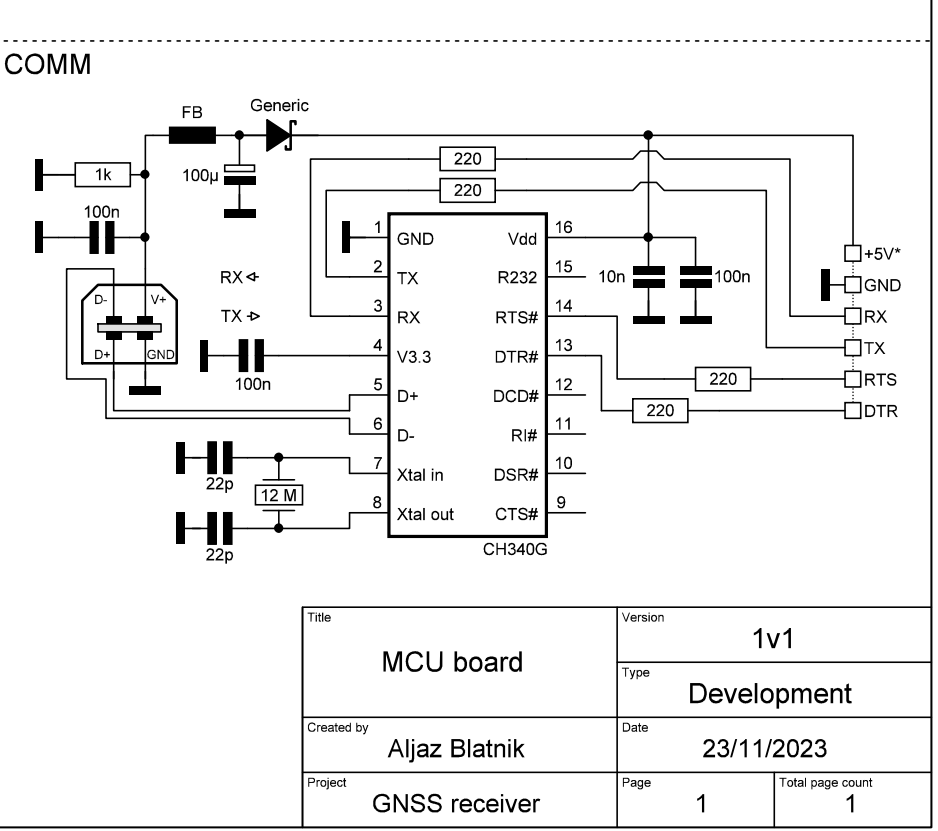 COMM
FB
Generic
1k
100µ
220
220
100n
1
GND
Vdd
16
+5V*
2
TX
R232
15
10n
100n
GND
RX
D-
V+
3
RX
RTS#
14
RX
TX
D+
GND
4
V3.3
DTR#
13
TX
100n
5
D+
DCD#
12
220
RTS
6
D-
RI#
11
220
DTR
22p
7
Xtal in
DSR#
10
12 M
8
Xtal out
CTS#
9
22p
CH340G
Title
MCU board
Version
1v1
Type
Development
Created by
Aljaz Blatnik
Date
23/11/2023
Project
GNSS receiver
Page
1
Total page count
1